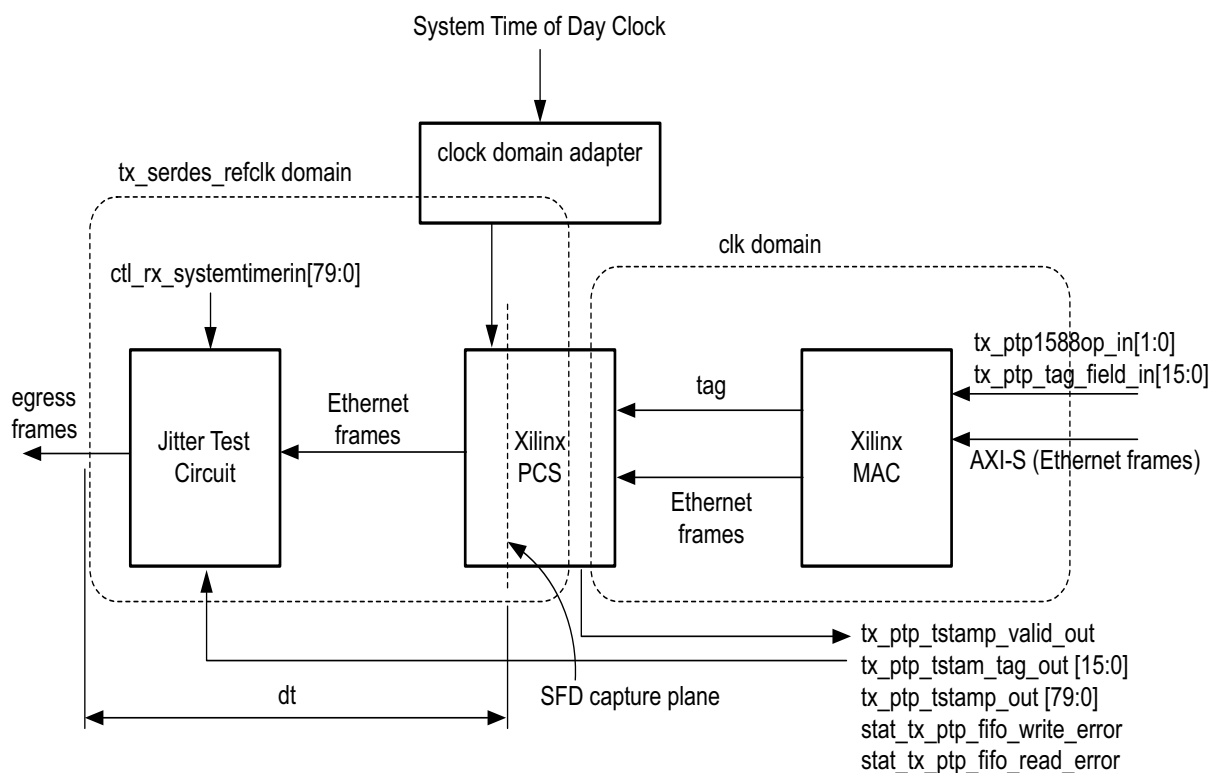 System Time of Day Clock
clock domain adapter
tx_serdes_refclk domain
clk domain
ctl_rx_systemtimerin[79:0]
tx_ptp1588op_in[1:0]
tx_ptp_tag_field_in[15:0]
egress
frames
Jitter Test
Circuit
Ethernet
frames
Xilinx
PCS
tag
Ethernet
frames
Xilinx
MAC
AXI-S (Ethernet frames)
tx_ptp_tstamp_valid_out
tx_ptp_tstam_tag_out [15:0]
tx_ptp_tstamp_out [79:0]
stat_tx_ptp_fifo_write_error
stat_tx_ptp_fifo_read_error
dt
SFD capture plane